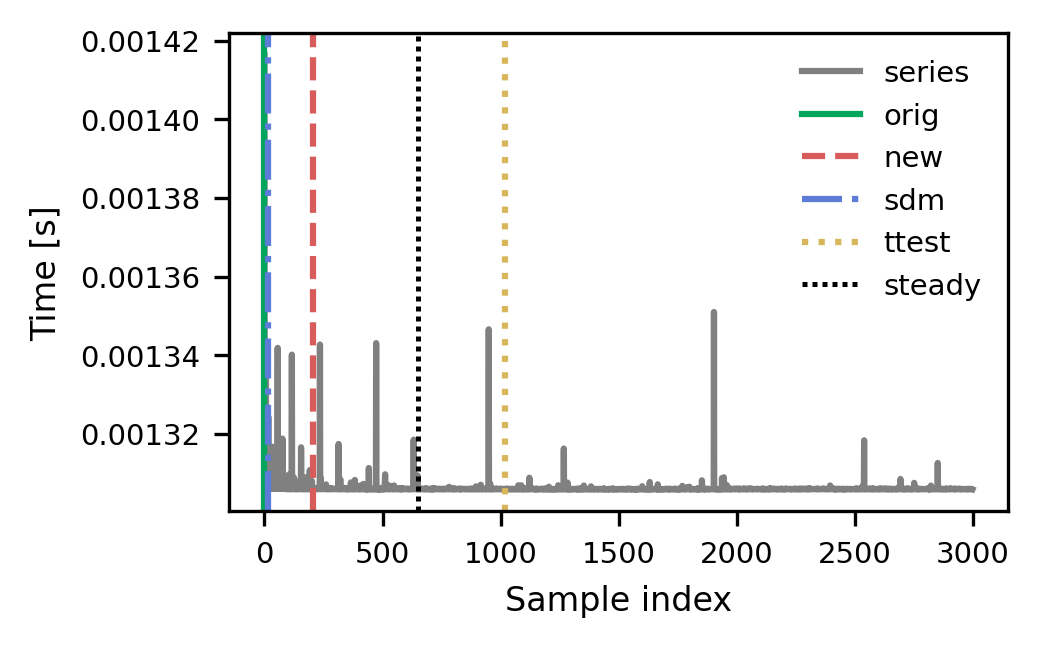 0.00142
0.00140
0.00138
0.00136
0.00134
0.00132
Time [s]
series
orig
new
sdm
ttest
steady
0 500 1000 1500 2000 2500 3000
Sample index